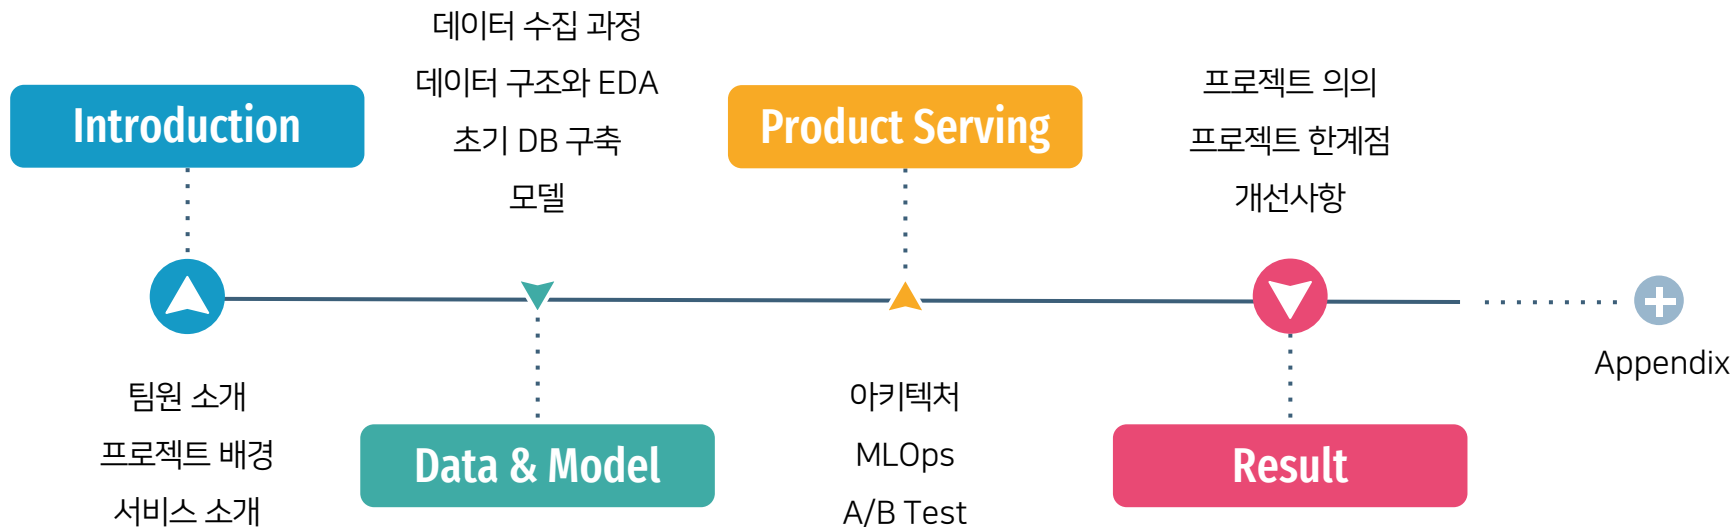 Introduction
팀원 소개
프로젝트 배경
서비스 소개
데이터 수집 과정
데이터 구조와 EDA
초기 DB 구축
모델
Data & Model
Product Serving
아키텍처
MLOps
A/B Test
프로젝트 의의
프로젝트 한계점
개선사항
Result
Appendix